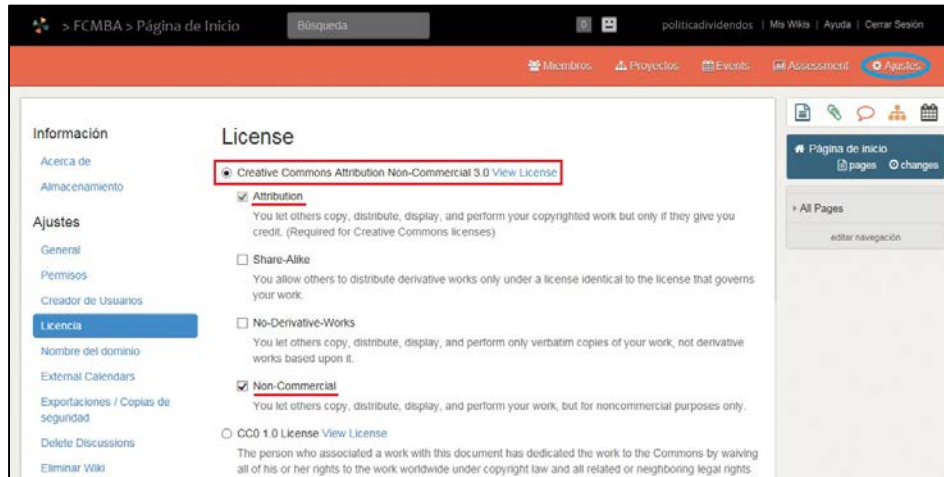 > FCMBA > Página de Inicio
Búsqueda
0
politicadividendos | Mis Wikis | Ayuda | Cerrar Sesión
Miembros Proyectos Events Assessment Ajustes
Información
Acerca de
Almacenamiento
Ajustes
General
Permisos
Creador de Usuarios
Licencia
Nombre del dominio
External Calendars
Exportaciones / Copias de
seguridad
Delete Discussions
Eliminar Wiki
License
Creative Commons Attribution Non-Commercial 3.0 View License
Attribution
You let others copy, distribute, display, and perform your copyrighted work but only if they give you
credit. (Required for Creative Commons licenses)
Share-Alike
You allow others to distribute derivative works only under a license identical to the license that governs
your work.
No-Derivative-Works
You let others copy, distribute, display, and perform only verbatim copies of your work, not derivative
works based upon it.
Non-Commercial
You let others copy, distribute, display, and perform your work, but for noncommercial purposes only.
CC0 1.0 License View License
The person who associated a work with this document has dedicated the work to the Commons by waiving
all of his or her rights to the work worldwide under copyright law and all related or neighboring legal rights
Página de inicio
pages changes
All Pages
editar navegación